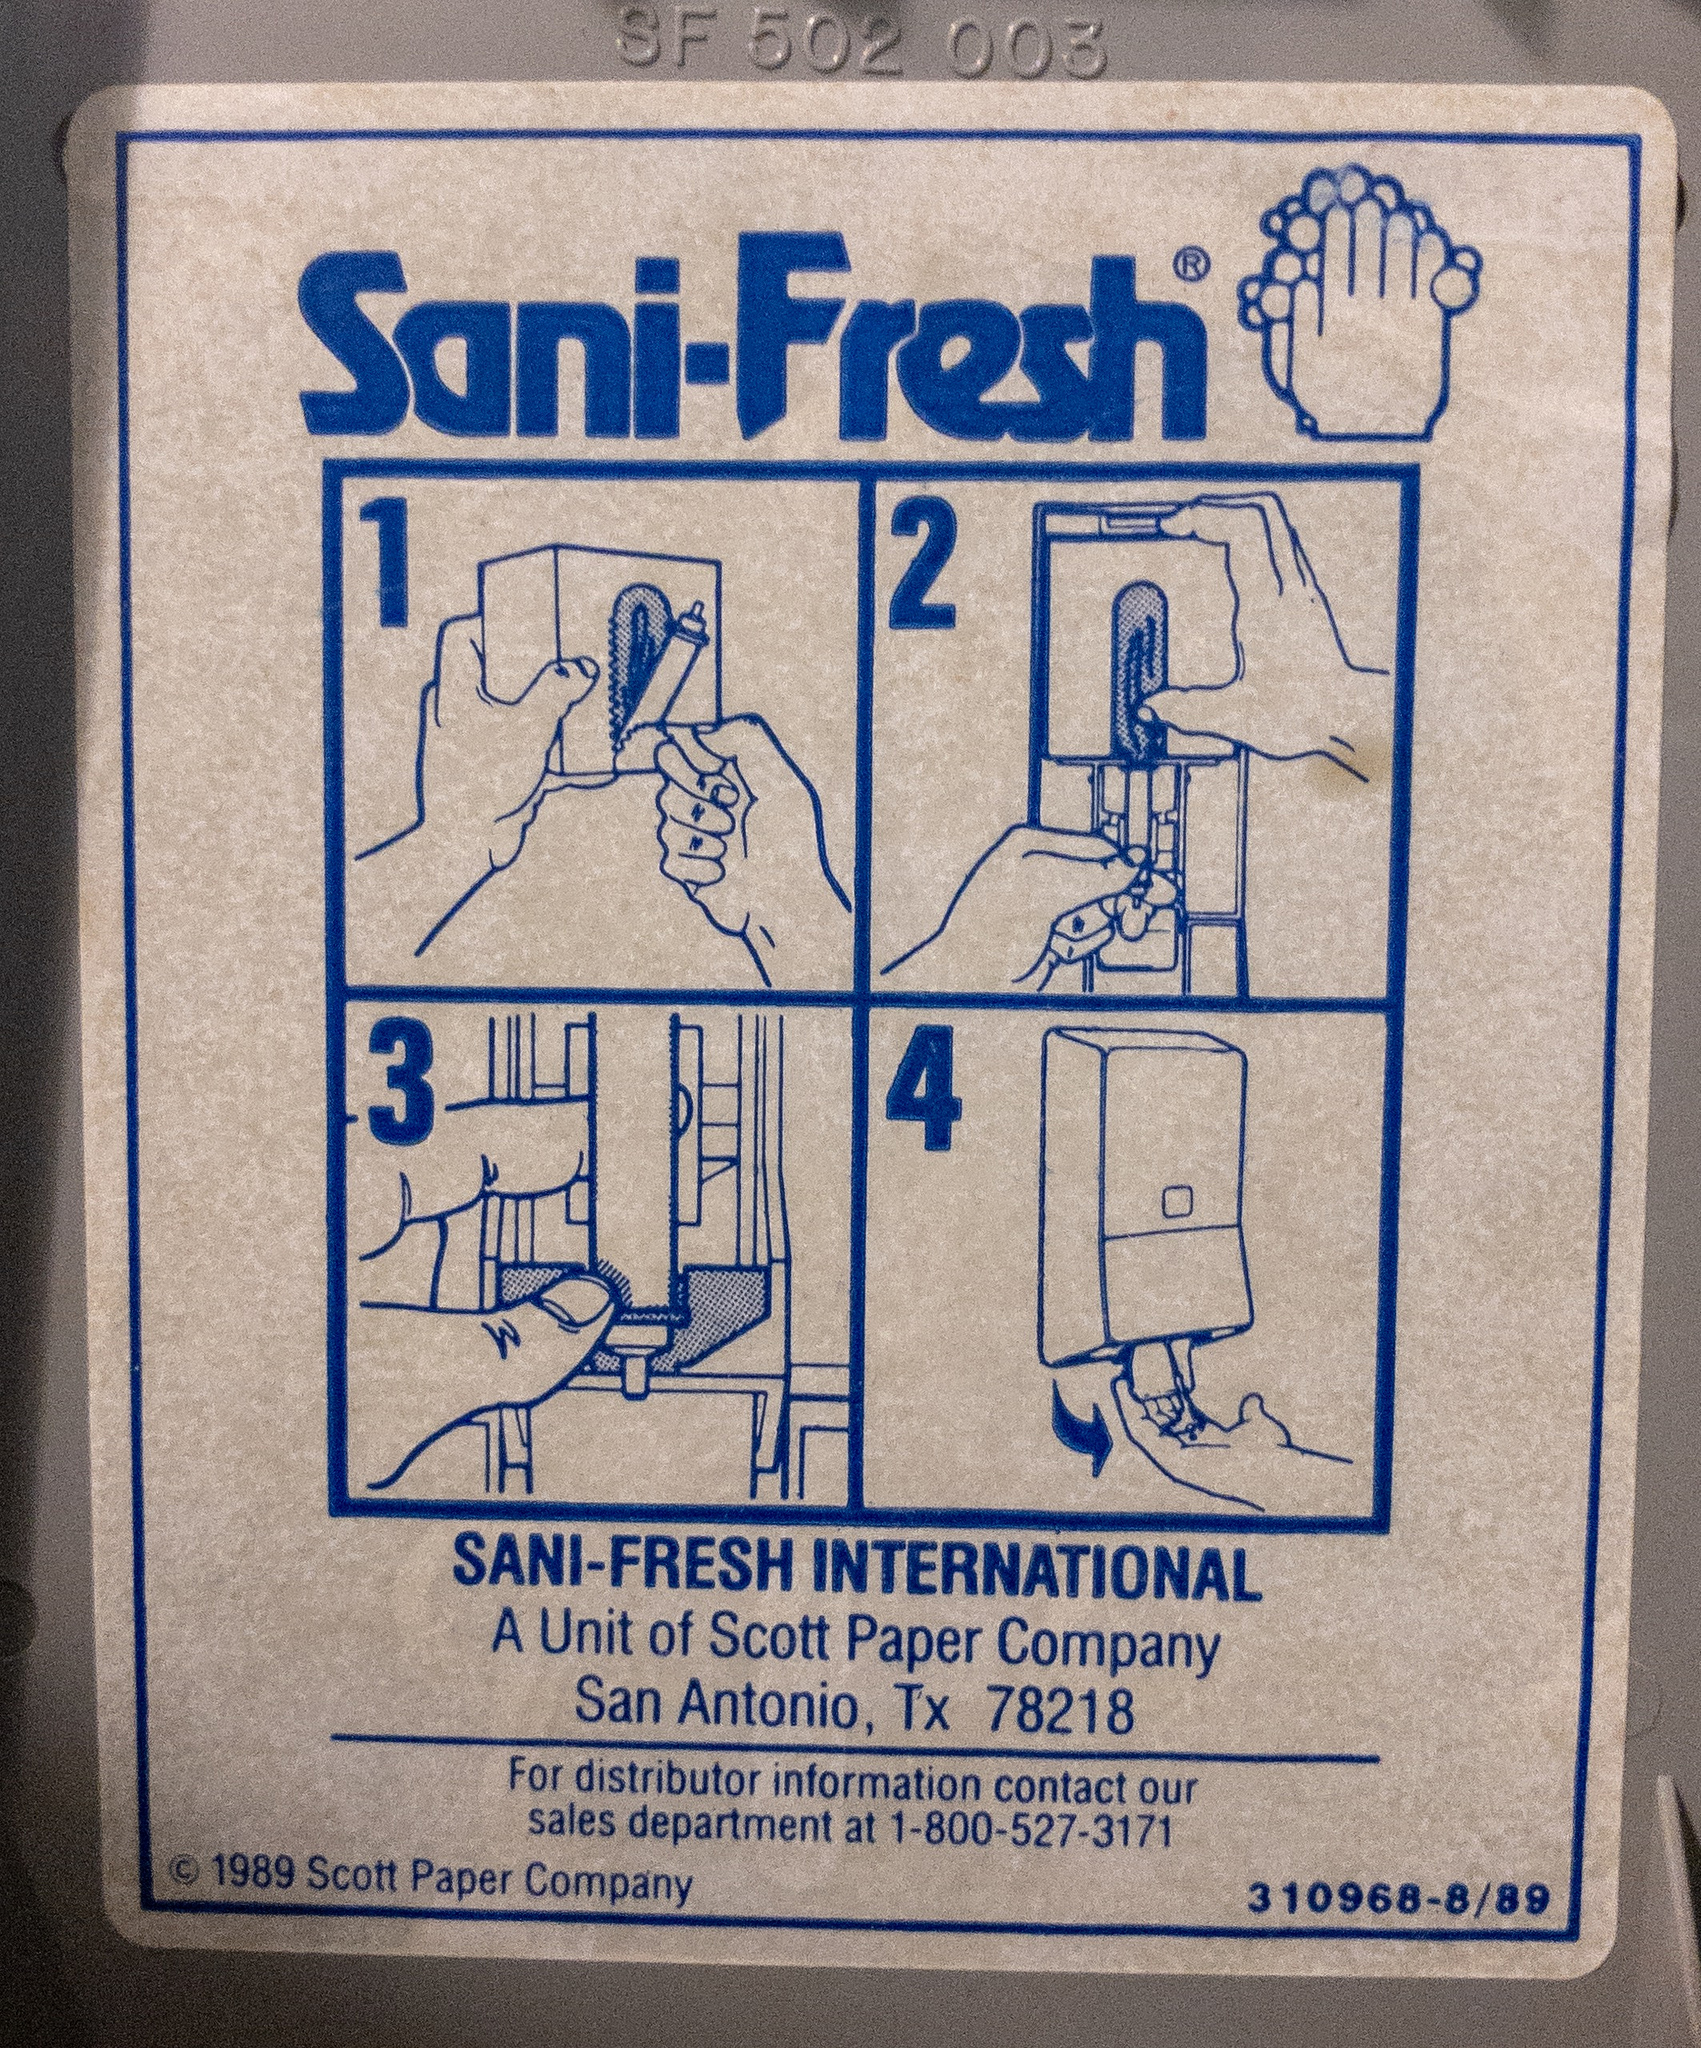 SF 502 003
Sani-Fresh®
1
2
3
4
SANI-FRESH INTERNATIONAL
A Unit of Scott Paper Company
San Antonio, Tx 78218
For distributor information contact our
sales department at 1-800-527-3171
© 1989 Scott Paper Company
310968-8/89